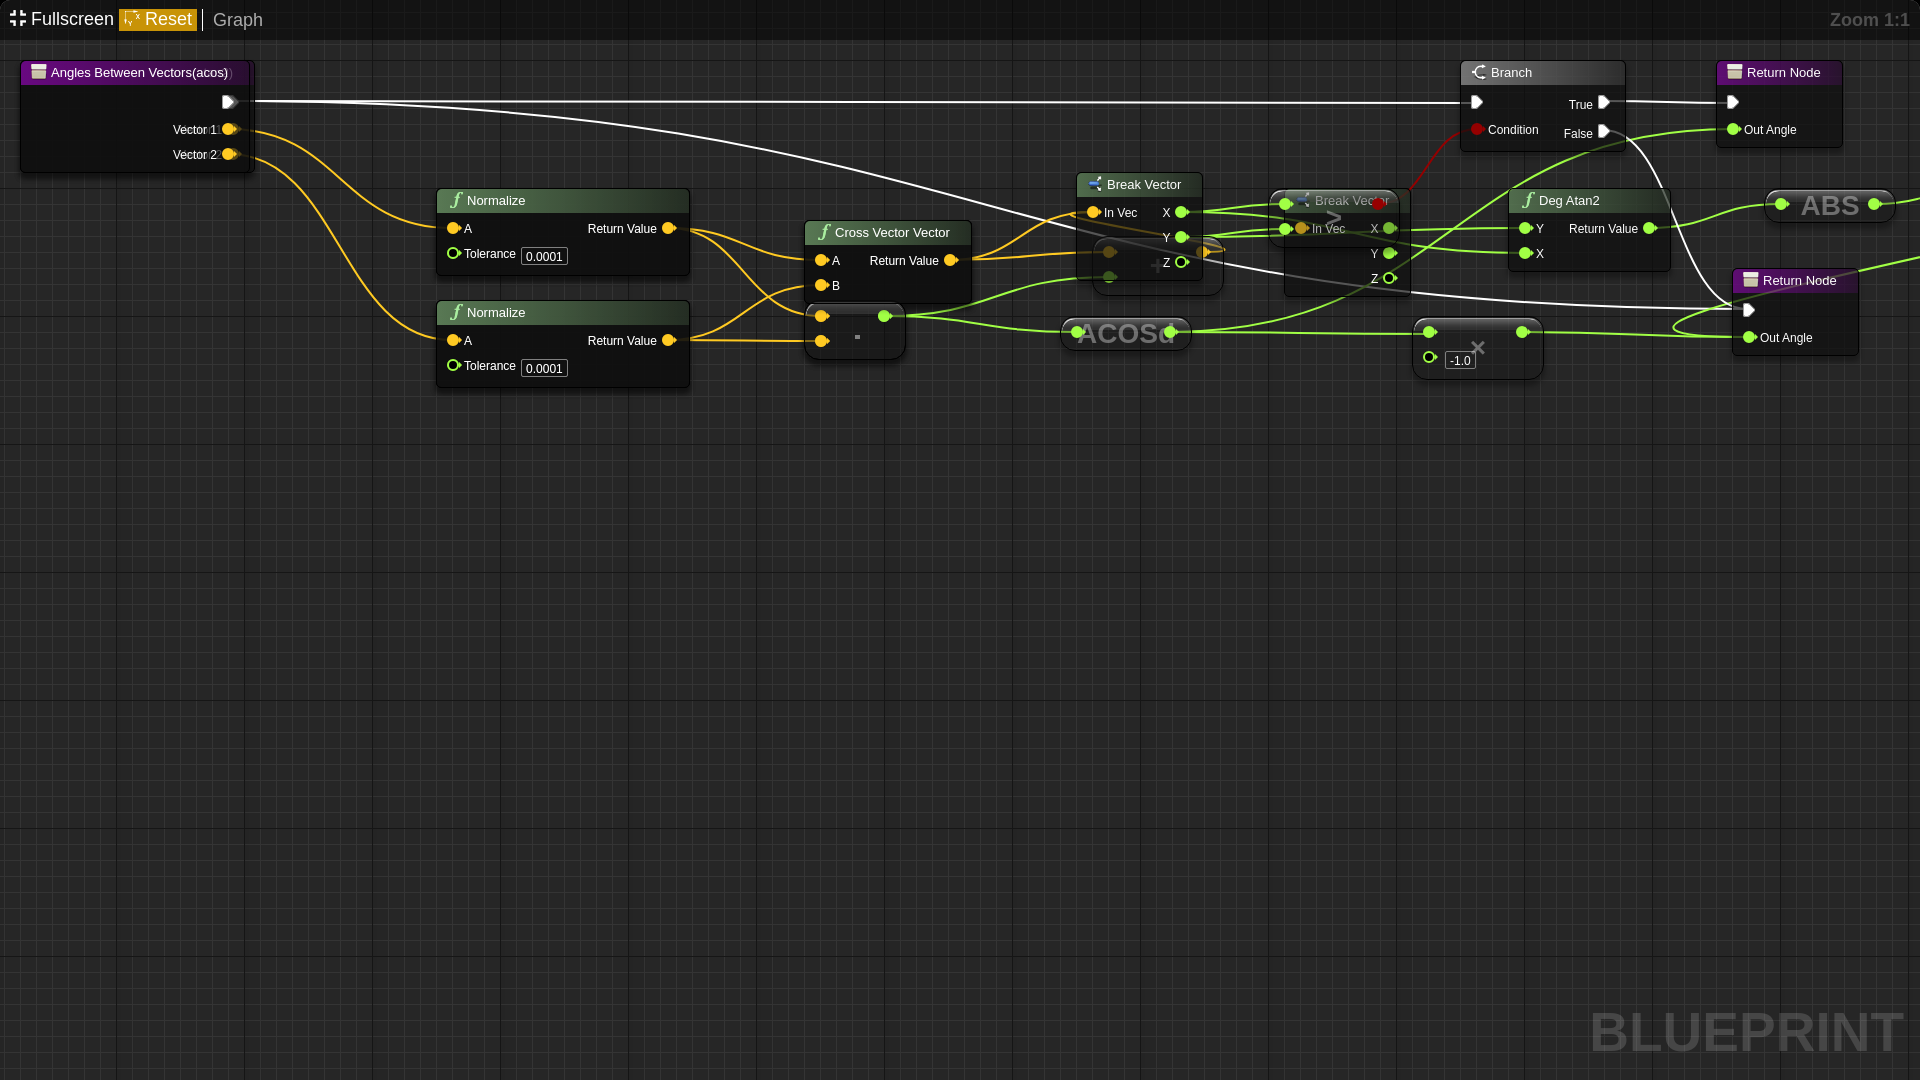 Fullscreen Reset Graph
Zoom 1:1
Angles Between Vectors(acos)
Vector 1
Vector 2
Normalize
A
Return Value
Tolerance 0.0001
Normalize
A
Return Value
Tolerance 0.0001
Cross Vector Vector
A
Return Value
B
Break Vector
In Vec
X
Y
Z
+
ACOSd
Break Vector
In Vec
X
Y
Z
>
Branch
True
Condition
False
Deg Atan2
Y
Return Value
X
×
-1.0
Return Node
Out Angle
ABS
Return Node
Out Angle
BLUEPRINT